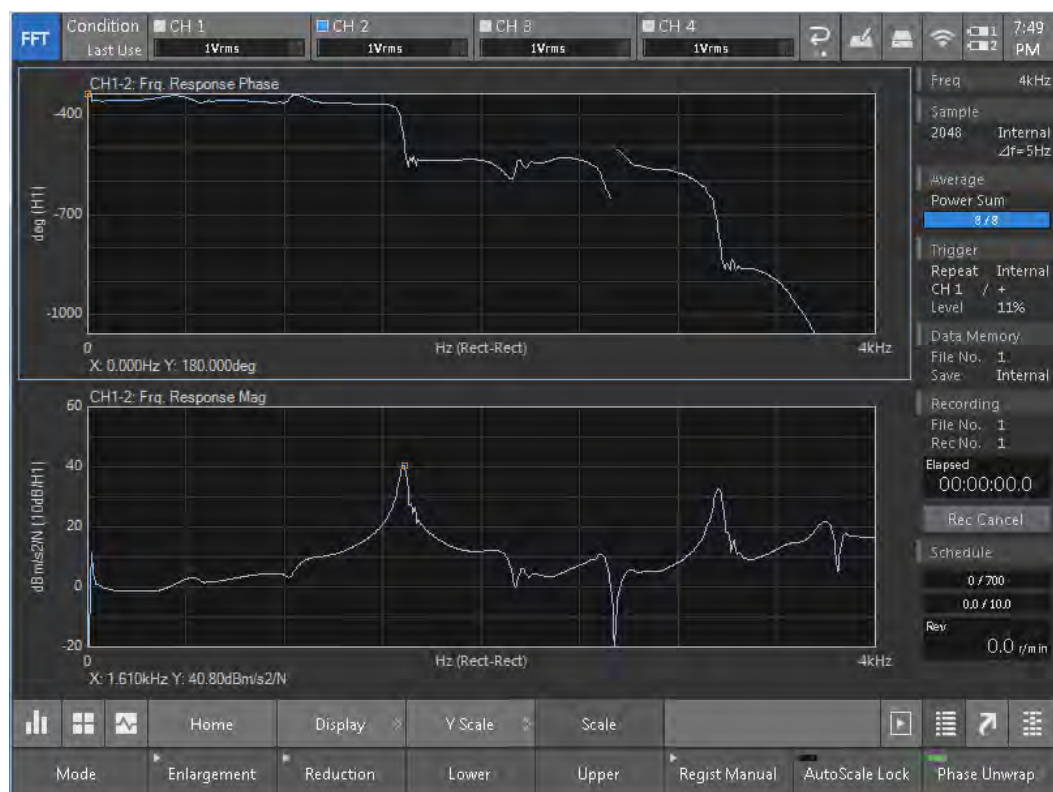 FFT
Condition
Last Use
CH 1
1Vrms
CH 2
1Vrms
CH 3
1Vrms
CH 4
1Vrms
1
2
7:49
PM
CH1-2: Frq. Response Phase
-400
-700
-1000
deg (H1)
0
Hz (Rect-Rect)
4kHz
X: 0.000Hz Y: 180.000deg
CH1-2: Frq. Response Mag
60
40
20
0
-20
dBm/s2/N (10dB/H1)
0
Hz (Rect-Rect)
4kHz
X: 1.610kHz Y: 40.80dBm/s2/N
Freq 4kHz
Sample
2048 Internal
⊿f=5Hz
Average
Power Sum
8 / 8
Trigger
Repeat Internal
CH 1 / +
Level 11%
Data Memory
File No. 1
Save Internal
Recording
File No. 1
Rec No. 1
Elapsed
00:00:00.0
Rec Cancel
Schedule
0 / 700
0.0 / 10.0
Rev
0.0 r/min
Home
Display
Y Scale
Scale
Mode
Enlargement
Reduction
Lower
Upper
Regist Manual
AutoScale Lock
Phase Unwrap